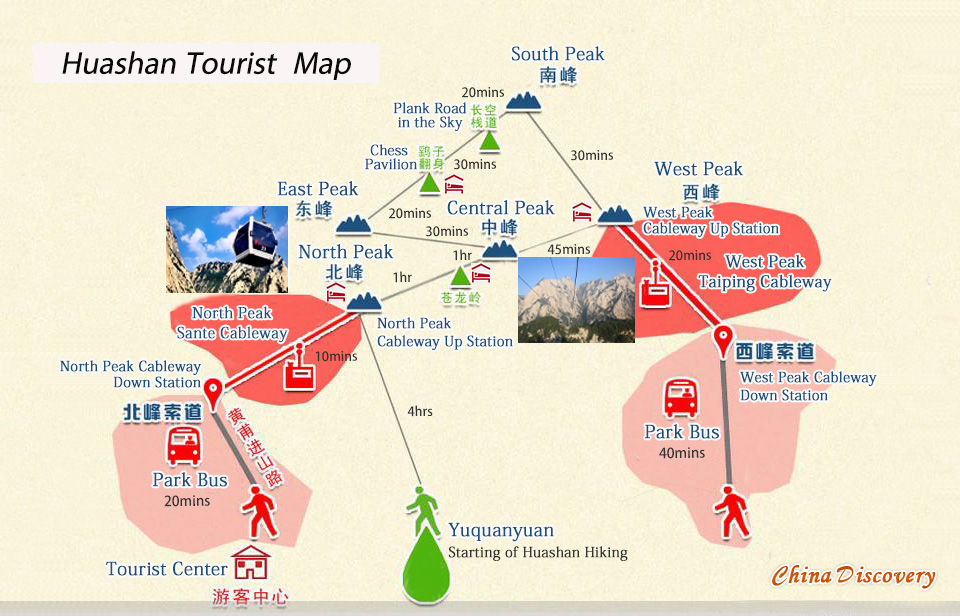 Huashan Tourist Map
South Peak
南峰
20mins
Plank Road
in the Sky
长空
栈道
30mins
Chess
Pavilion
鹞子
翻身
30mins
West Peak
西峰
East Peak
东峰
20mins
Central Peak
中峰
30mins
West Peak
Cableway Up Station
North Peak
北峰
1hr
1hr
45mins
20mins
West Peak
Taiping Cableway
苍龙岭
North Peak
Sante Cableway
North Peak
Cableway Up Station
10mins
西峰索道
North Peak Cableway
Down Station
West Peak Cableway
Down Station
北峰索道
黄甫进山路
4hrs
Park Bus
40mins
Park Bus
20mins
Yuquanyuan
Starting of Huashan Hiking
Tourist Center
游客中心
China Discovery